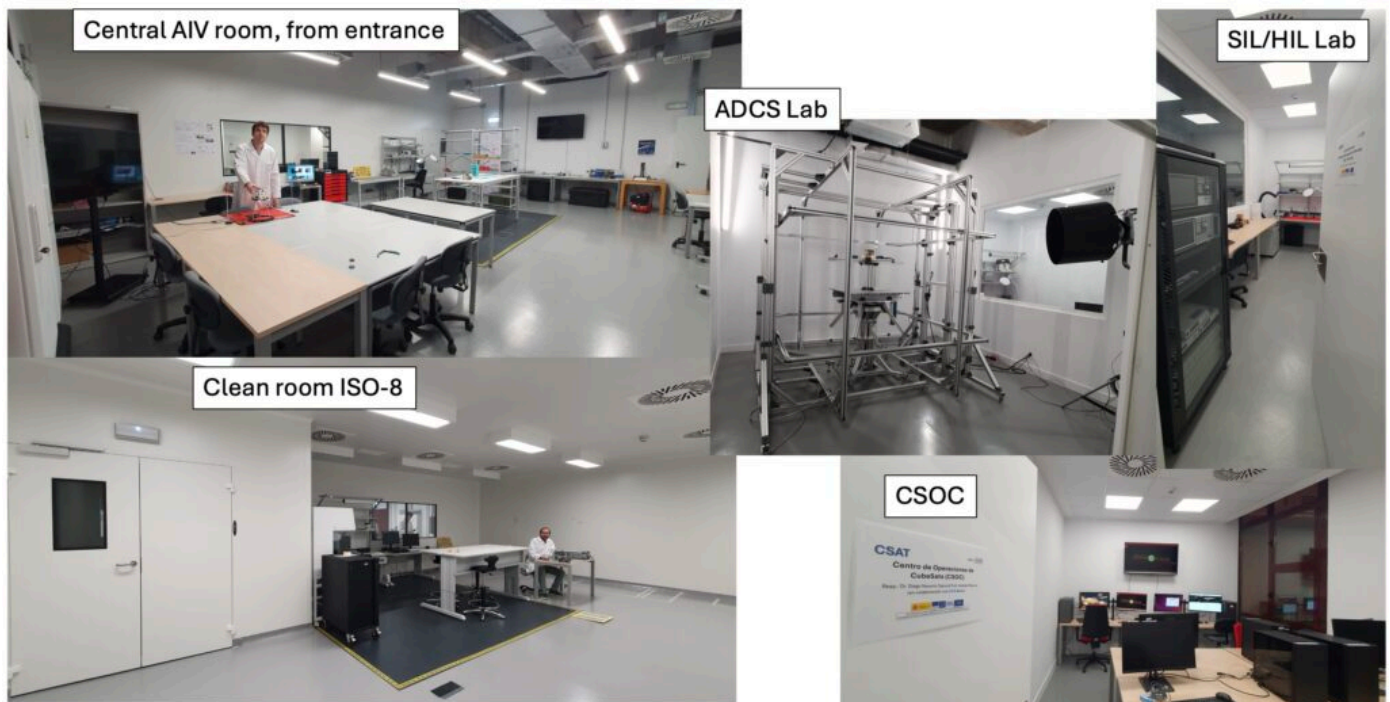 Central AIV room, from entrance
ADCS Lab
SIL/HIL Lab
Clean room ISO-8
CSOC
CSAT
Centro de Operaciones de
CubeSats (CSOC)